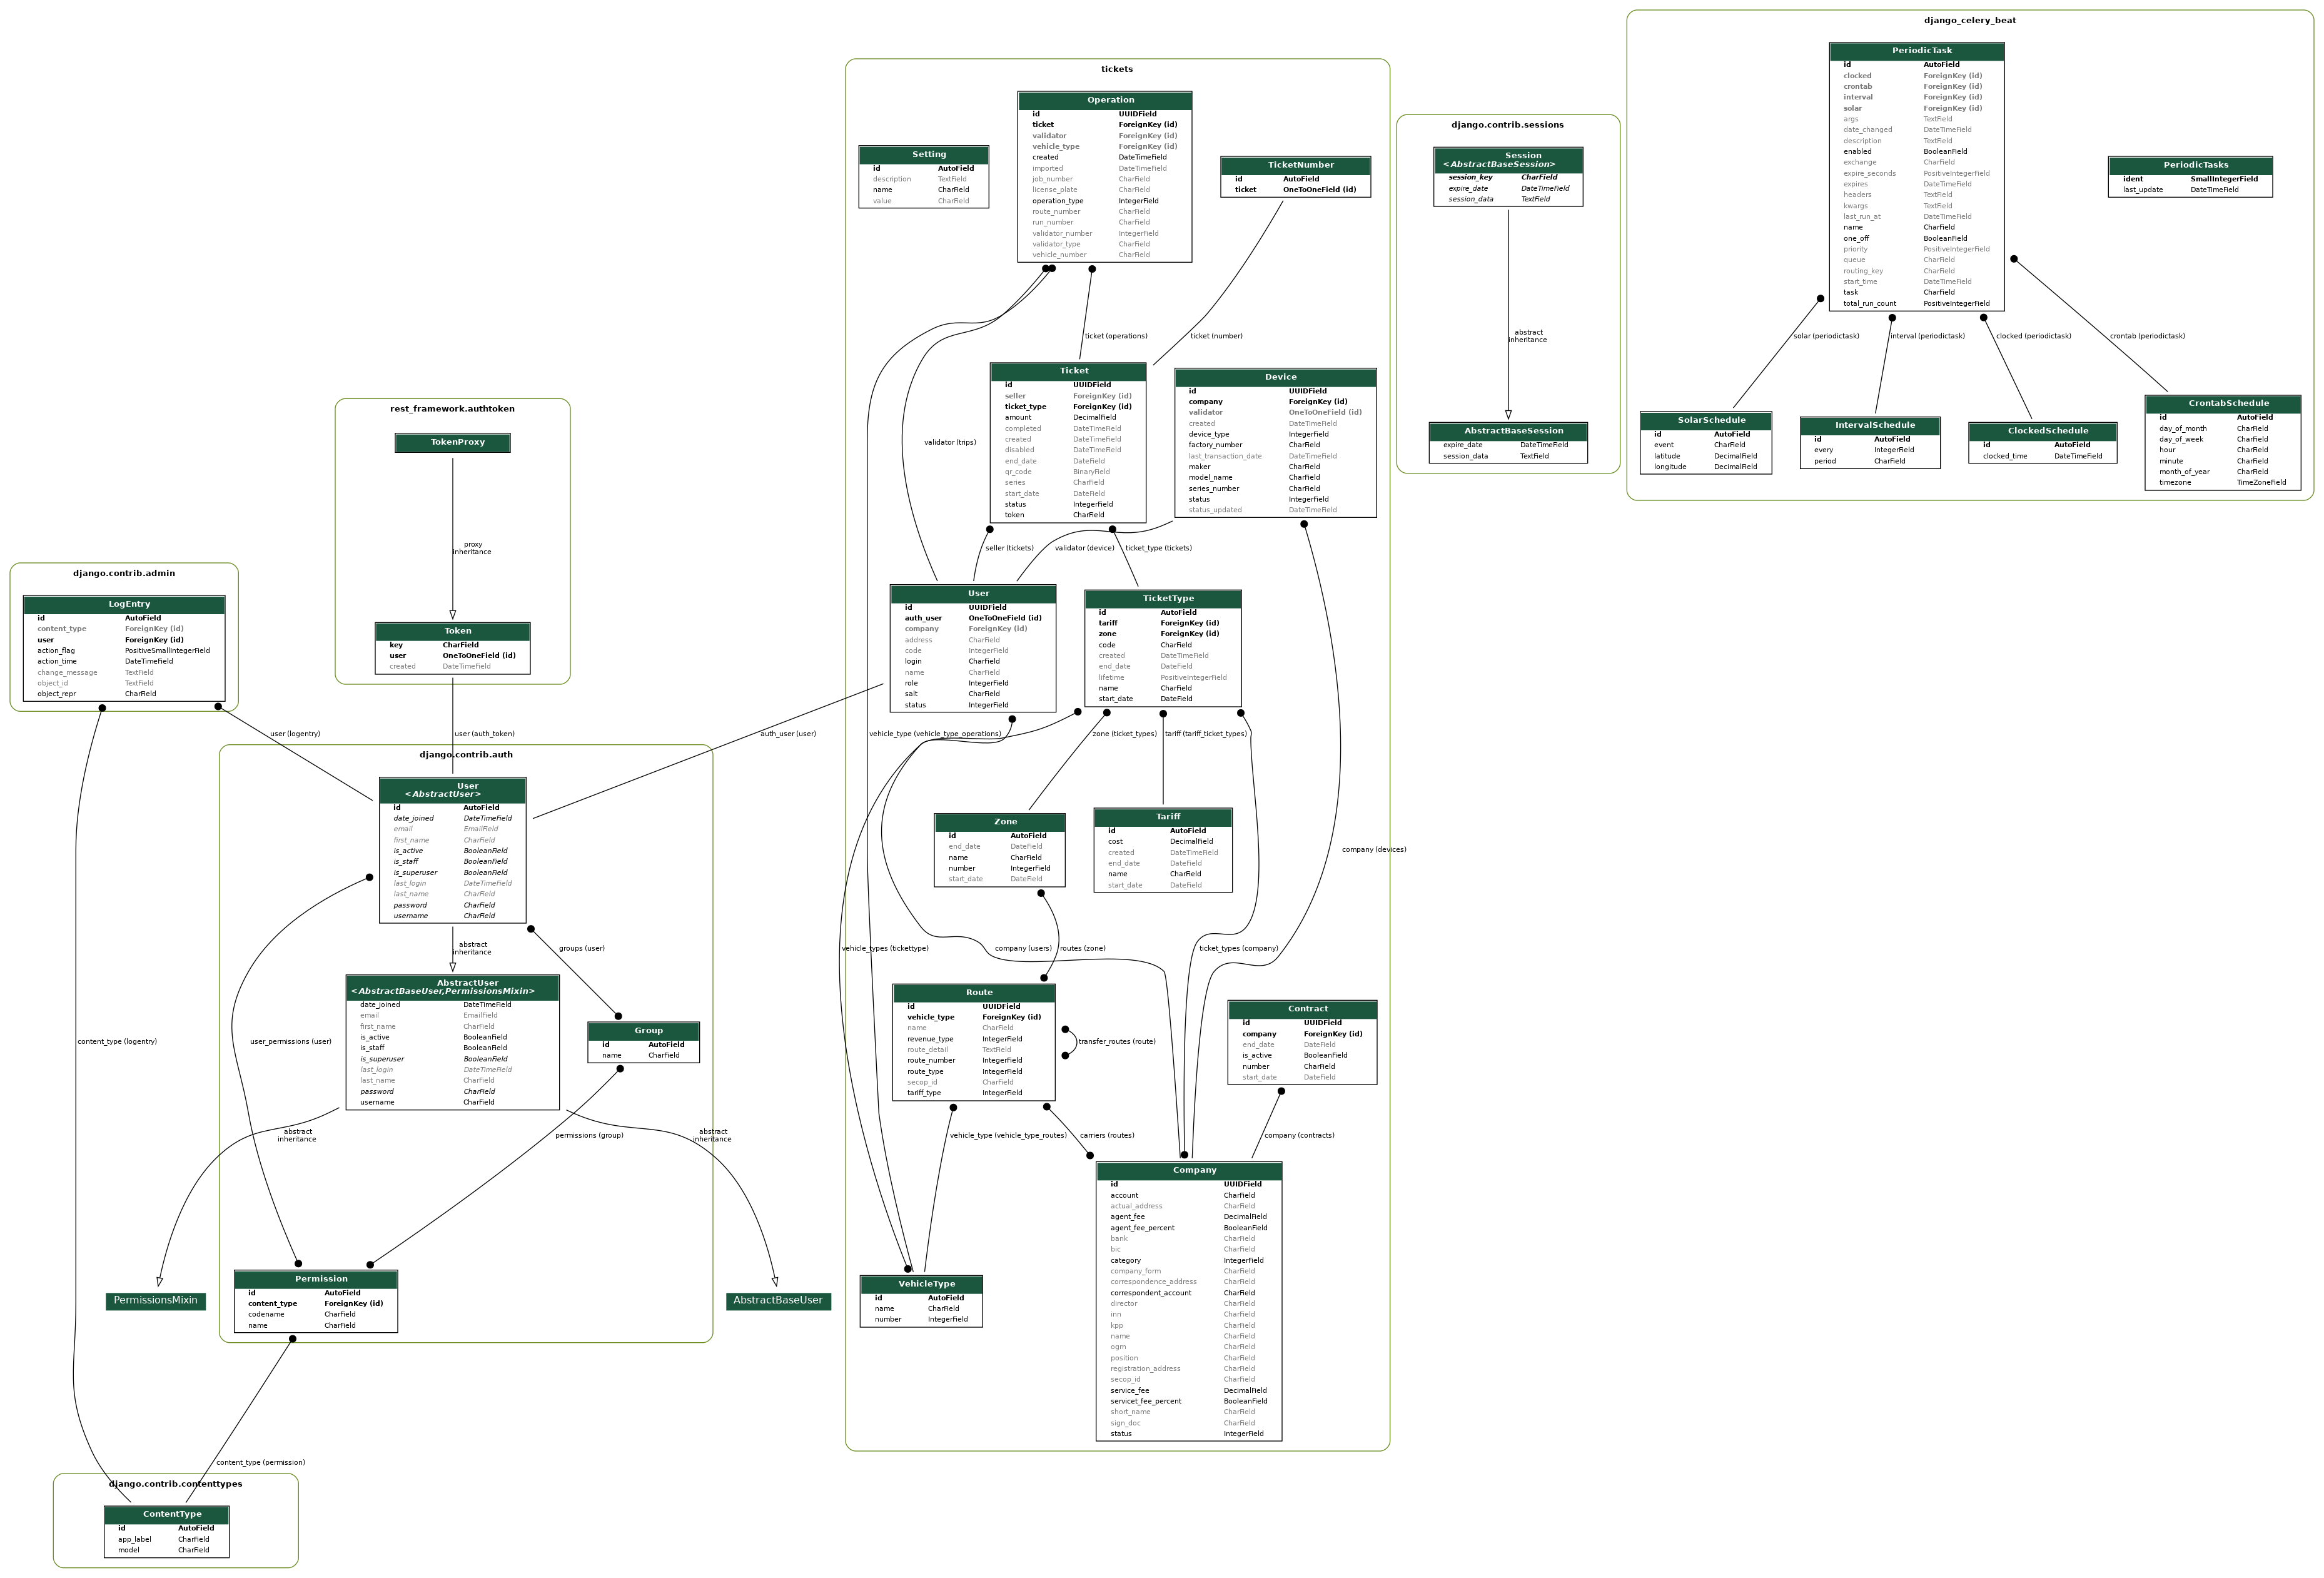 django_celery_beat
PeriodicTask
id AutoField
clocked ForeignKey (id)
crontab ForeignKey (id)
interval ForeignKey (id)
solar ForeignKey (id)
args TextField
date_changed DateTimeField
description TextField
enabled BooleanField
exchange CharField
expire_seconds PositiveIntegerField
expires DateTimeField
headers TextField
kwargs TextField
last_run_at DateTimeField
name CharField
one_off BooleanField
priority PositiveIntegerField
queue CharField
routing_key CharField
start_time DateTimeField
task CharField
total_run_count PositiveIntegerField
PeriodicTasks
ident SmallIntegerField
last_update DateTimeField
solar (periodictask)
interval (periodictask)
clocked (periodictask)
crontab (periodictask)
SolarSchedule
id AutoField
event CharField
latitude DecimalField
longitude DecimalField
IntervalSchedule
id AutoField
every IntegerField
period CharField
ClockedSchedule
id AutoField
clocked_time DateTimeField
CrontabSchedule
id AutoField
day_of_month CharField
day_of_week CharField
hour CharField
minute CharField
month_of_year CharField
timezone TimeZoneField
django.contrib.sessions
Session
<AbstractBaseSession>
session_key CharField
expire_date DateTimeField
session_data TextField
abstract
inheritance
AbstractBaseSession
expire_date DateTimeField
session_data TextField
tickets
Setting
id AutoField
description TextField
name CharField
value CharField
Operation
id UUIDField
ticket ForeignKey (id)
validator ForeignKey (id)
vehicle_type ForeignKey (id)
created DateTimeField
imported DateTimeField
job_number CharField
license_plate CharField
operation_type IntegerField
route_number CharField
run_number CharField
validator_number IntegerField
validator_type CharField
vehicle_number CharField
TicketNumber
id AutoField
ticket OneToOneField (id)
ticket (operations)
ticket (number)
validator (trips)
Ticket
id UUIDField
seller ForeignKey (id)
ticket_type ForeignKey (id)
amount DecimalField
completed DateTimeField
created DateTimeField
disabled DateTimeField
end_date DateField
qr_code BinaryField
series CharField
start_date DateField
status IntegerField
token CharField
Device
id UUIDField
company ForeignKey (id)
validator OneToOneField (id)
created DateTimeField
device_type IntegerField
factory_number CharField
last_transaction_date DateTimeField
maker CharField
model_name CharField
series_number CharField
status IntegerField
status_updated DateTimeField
seller (tickets)
validator (device)
ticket_type (tickets)
User
id UUIDField
auth_user OneToOneField (id)
company ForeignKey (id)
address CharField
code IntegerField
login CharField
name CharField
role IntegerField
salt CharField
status IntegerField
TicketType
id AutoField
tariff ForeignKey (id)
zone ForeignKey (id)
code CharField
created DateTimeField
end_date DateField
lifetime PositiveIntegerField
name CharField
start_date DateField
auth_user (user)
vehicle_type (vehicle_type_operations)
zone (ticket_types)
tariff (tariff_ticket_types)
Zone
id AutoField
end_date DateField
name CharField
number IntegerField
start_date DateField
Tariff
id AutoField
cost DecimalField
created DateTimeField
end_date DateField
name CharField
start_date DateField
company (devices)
vehicle_types (tickettype)
company (users)
routes (zone)
ticket_types (company)
Route
id UUIDField
vehicle_type ForeignKey (id)
name CharField
revenue_type IntegerField
route_detail TextField
route_number IntegerField
route_type IntegerField
secop_id CharField
tariff_type IntegerField
transfer_routes (route)
Contract
id UUIDField
company ForeignKey (id)
end_date DateField
is_active BooleanField
number CharField
start_date DateField
vehicle_type (vehicle_type_routes)
carriers (routes)
company (contracts)
VehicleType
id AutoField
name CharField
number IntegerField
Company
id UUIDField
account CharField
actual_address CharField
agent_fee DecimalField
agent_fee_percent BooleanField
bank CharField
bic CharField
category IntegerField
company_form CharField
correspondence_address CharField
correspondent_account CharField
director CharField
inn CharField
kpp CharField
name CharField
ogrn CharField
position CharField
registration_address CharField
secop_id CharField
service_fee DecimalField
servicet_fee_percent BooleanField
short_name CharField
sign_doc CharField
status IntegerField
rest_framework.authtoken
TokenProxy
proxy
inheritance
Token
key CharField
user OneToOneField (id)
created DateTimeField
django.contrib.admin
LogEntry
id AutoField
content_type ForeignKey (id)
user ForeignKey (id)
action_flag PositiveSmallIntegerField
action_time DateTimeField
change_message TextField
object_id TextField
object_repr CharField
user (logentry)
user (auth_token)
django.contrib.auth
User
<AbstractUser>
id AutoField
date_joined DateTimeField
email EmailField
first_name CharField
is_active BooleanField
is_staff BooleanField
is_superuser BooleanField
last_login DateTimeField
last_name CharField
password CharField
username CharField
abstract
inheritance
groups (user)
AbstractUser
<AbstractBaseUser,PermissionsMixin>
date_joined DateTimeField
email EmailField
first_name CharField
is_active BooleanField
is_staff BooleanField
is_superuser BooleanField
last_login DateTimeField
last_name CharField
password CharField
username CharField
Group
id AutoField
name CharField
content_type (logentry)
user_permissions (user)
abstract
inheritance
permissions (group)
abstract
inheritance
PermissionsMixin
Permission
id AutoField
content_type ForeignKey (id)
codename CharField
name CharField
AbstractBaseUser
content_type (permission)
django.contrib.contenttypes
ContentType
id AutoField
app_label CharField
model CharField